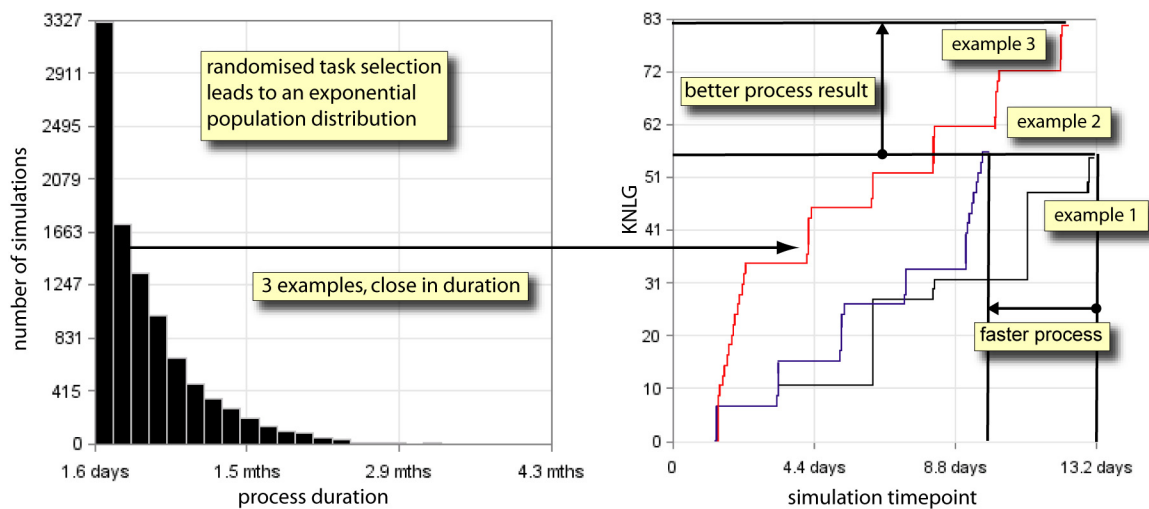 3327
2911
2495
2079
1663
1247
831
415
0
number of simulations
randomised task selection
leads to an exponential
population distribution
3 examples, close in duration
1.6 days
1.5 mths
2.9 mths
4.3 mths
process duration
83
72
62
51
41
31
20
10
0
KNLG
example 3
better process result
example 2
example 1
faster process
0
4.4 days
8.8 days
13.2 days
simulation timepoint